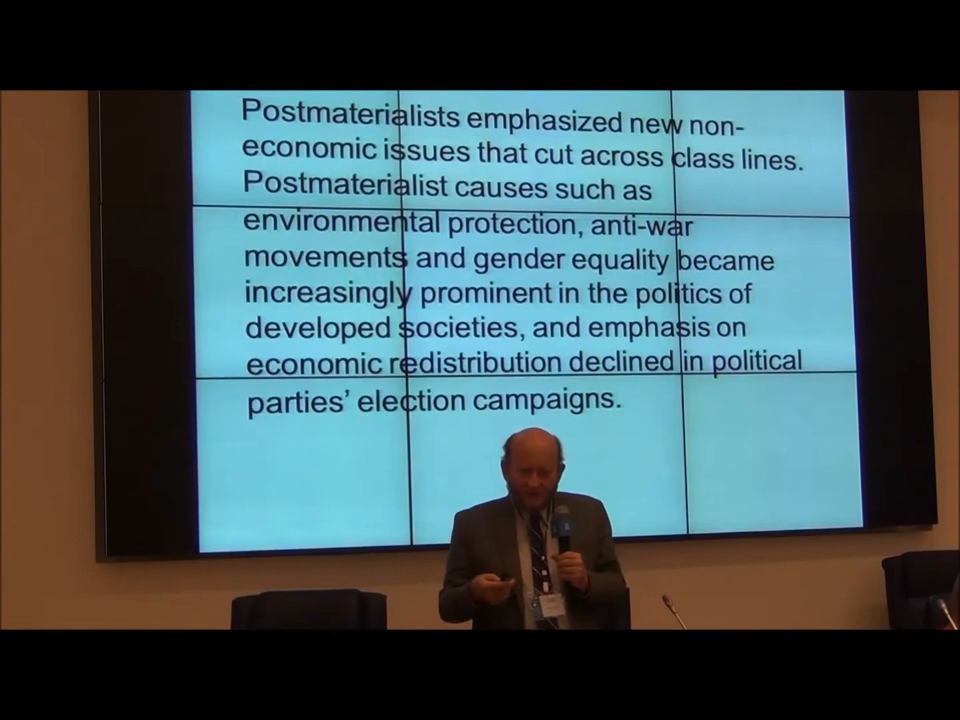 Postmaterialists emphasized new non-
economic issues that cut across class lines.
Postmaterialist causes such as
environmental protection, anti-war
movements and gender equality became
increasingly prominent in the politics of
developed societies, and emphasis on
economic redistribution declined in political
parties’ election campaigns.